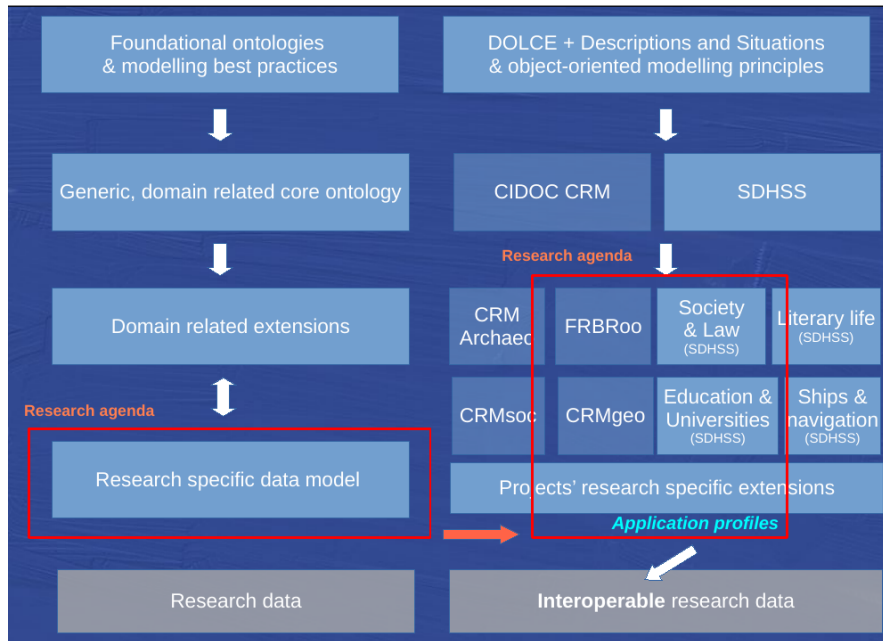 Foundational ontologies
& modelling best practices
DOLCE + Descriptions and Situations
& object-oriented modelling principles
Generic, domain related core ontology
CIDOC CRM
SDHSS
Research agenda
Domain related extensions
CRM
Archaeo
FRBRoo
Society
& Law
(SDHSS)
Literary life
(SDHSS)
Research agenda
CRMsoc
CRMgeo
Education &
Universities
(SDHSS)
Ships &
navigation
(SDHSS)
Research specific data model
Projects' research specific extensions
Application profiles
Research data
Interoperable research data